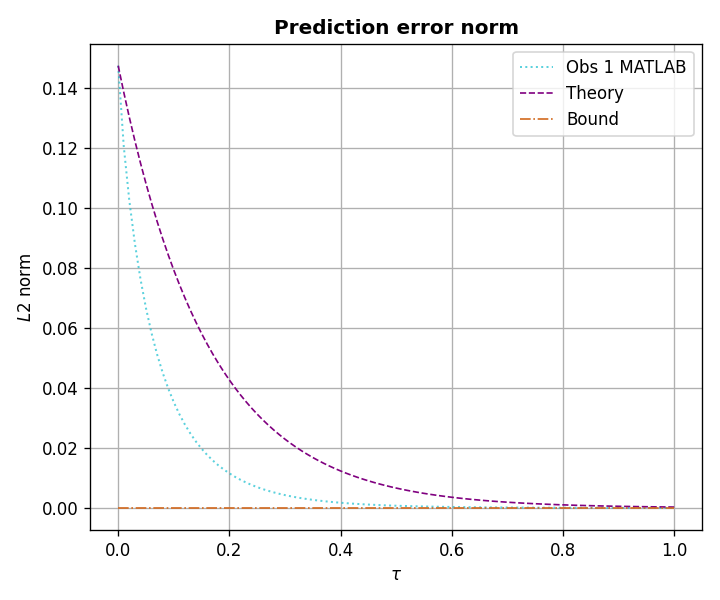 Prediction error norm
Obs 1 MATLAB
Theory
Bound
L2 norm
0.14
0.12
0.10
0.08
0.06
0.04
0.02
0.00
0.0 0.2 0.4 0.6 0.8 1.0
τ